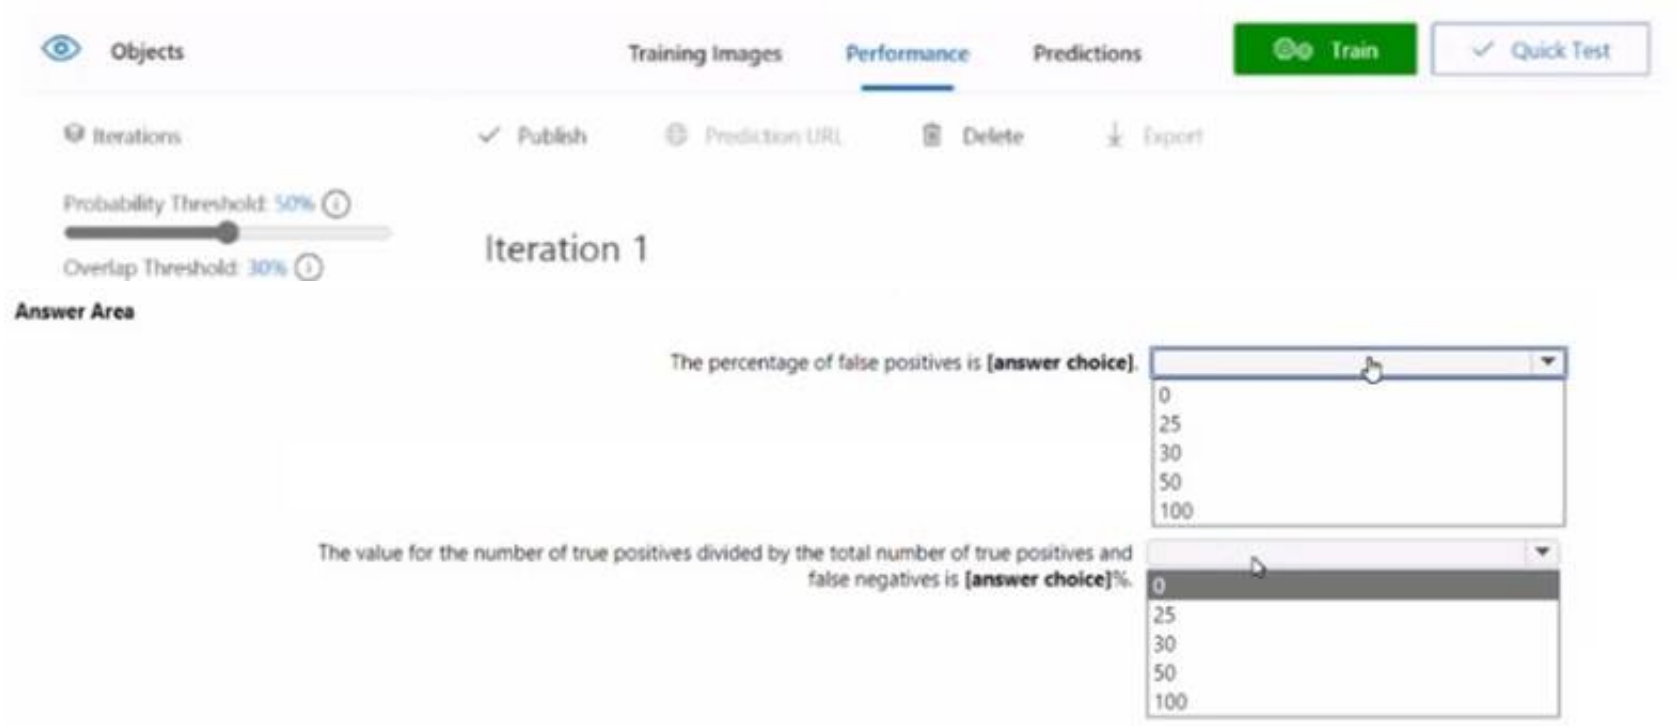 Objects Training Images Performance Predictions Train Quick Test
Iterations Publish Prediction URL Delete Export
Probability Threshold: 50%
Iteration 1
Overlap Threshold: 30%
Answer Area
The percentage of false positives is [answer choice].
0
25
30
50
100
The value for the number of true positives divided by the total number of true positives and
false negatives is [answer choice]%.
0
25
30
50
100